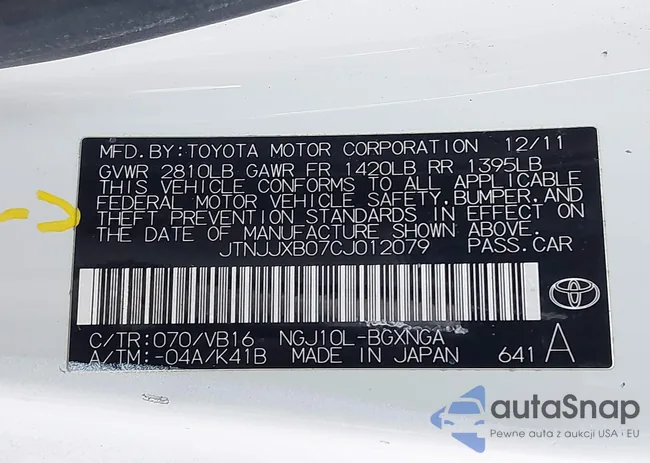 MFD. BY: TOYOTA MOTOR CORPORATION 12/11
GVWR 2810LB GAWR FR 1420LB RR 1395LB
THIS VEHICLE CONFORMS TO ALL APPLICABLE
FEDERAL MOTOR VEHICLE SAFETY, BUMPER, AND
THEFT PREVENTION STANDARDS IN EFFECT ON
THE DATE OF MANUFACTURE SHOWN ABOVE.
JTNJJXB07CJ012079 PASS. CAR
C/TR: 070/VB16 NGJ10L-BGXNGA
A/TM: -04A/K41B MADE IN JAPAN 641 A
autaSnap
Pewne auta z aukcji USA i EU